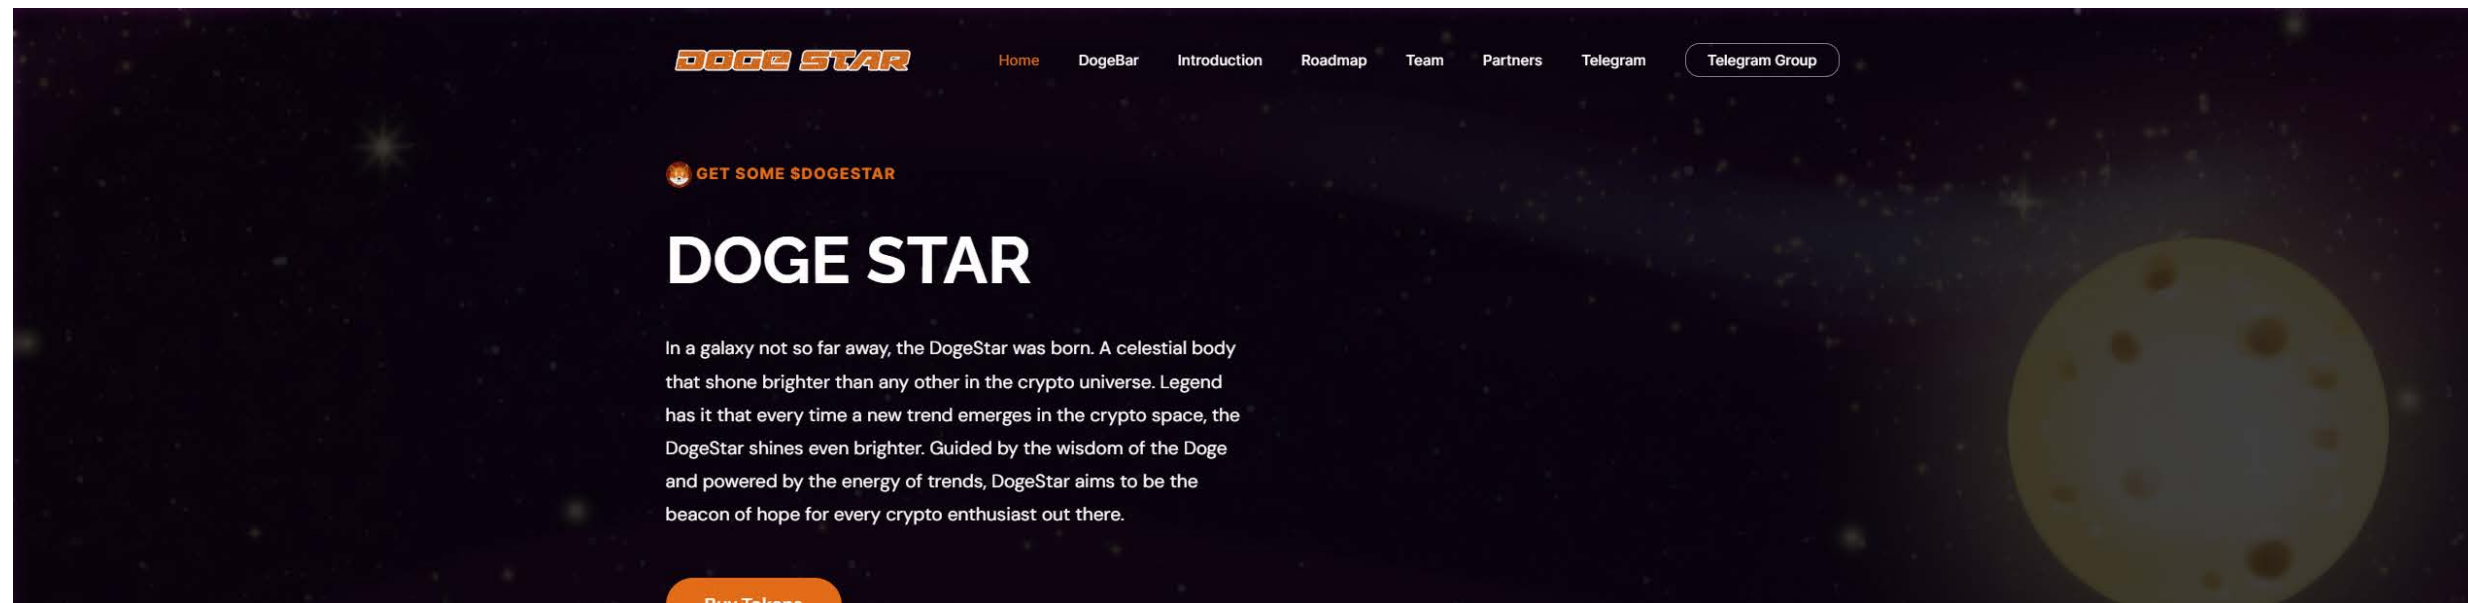 DOGE STAR
Home DogeBar Introduction Roadmap Team Partners Telegram Telegram Group
GET SOME $DOGESTAR
DOGE STAR
In a galaxy not so far away, the DogeStar was born. A celestial body
that shone brighter than any other in the crypto universe. Legend
has it that every time a new trend emerges in the crypto space, the
DogeStar shines even brighter. Guided by the wisdom of the Doge
and powered by the energy of trends, DogeStar aims to be the
beacon of hope for every crypto enthusiast out there.
Buy Tokens